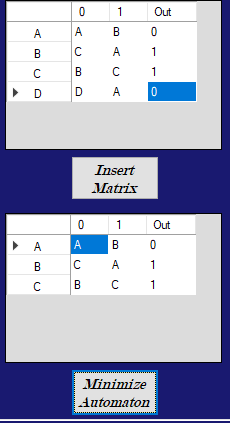 0 1 Out
A A B 0
B C A 1
C B C 1
D D A 0
Insert
Matrix
0 1 Out
A A B 0
B C A 1
C B C 1
Minimize
Automaton